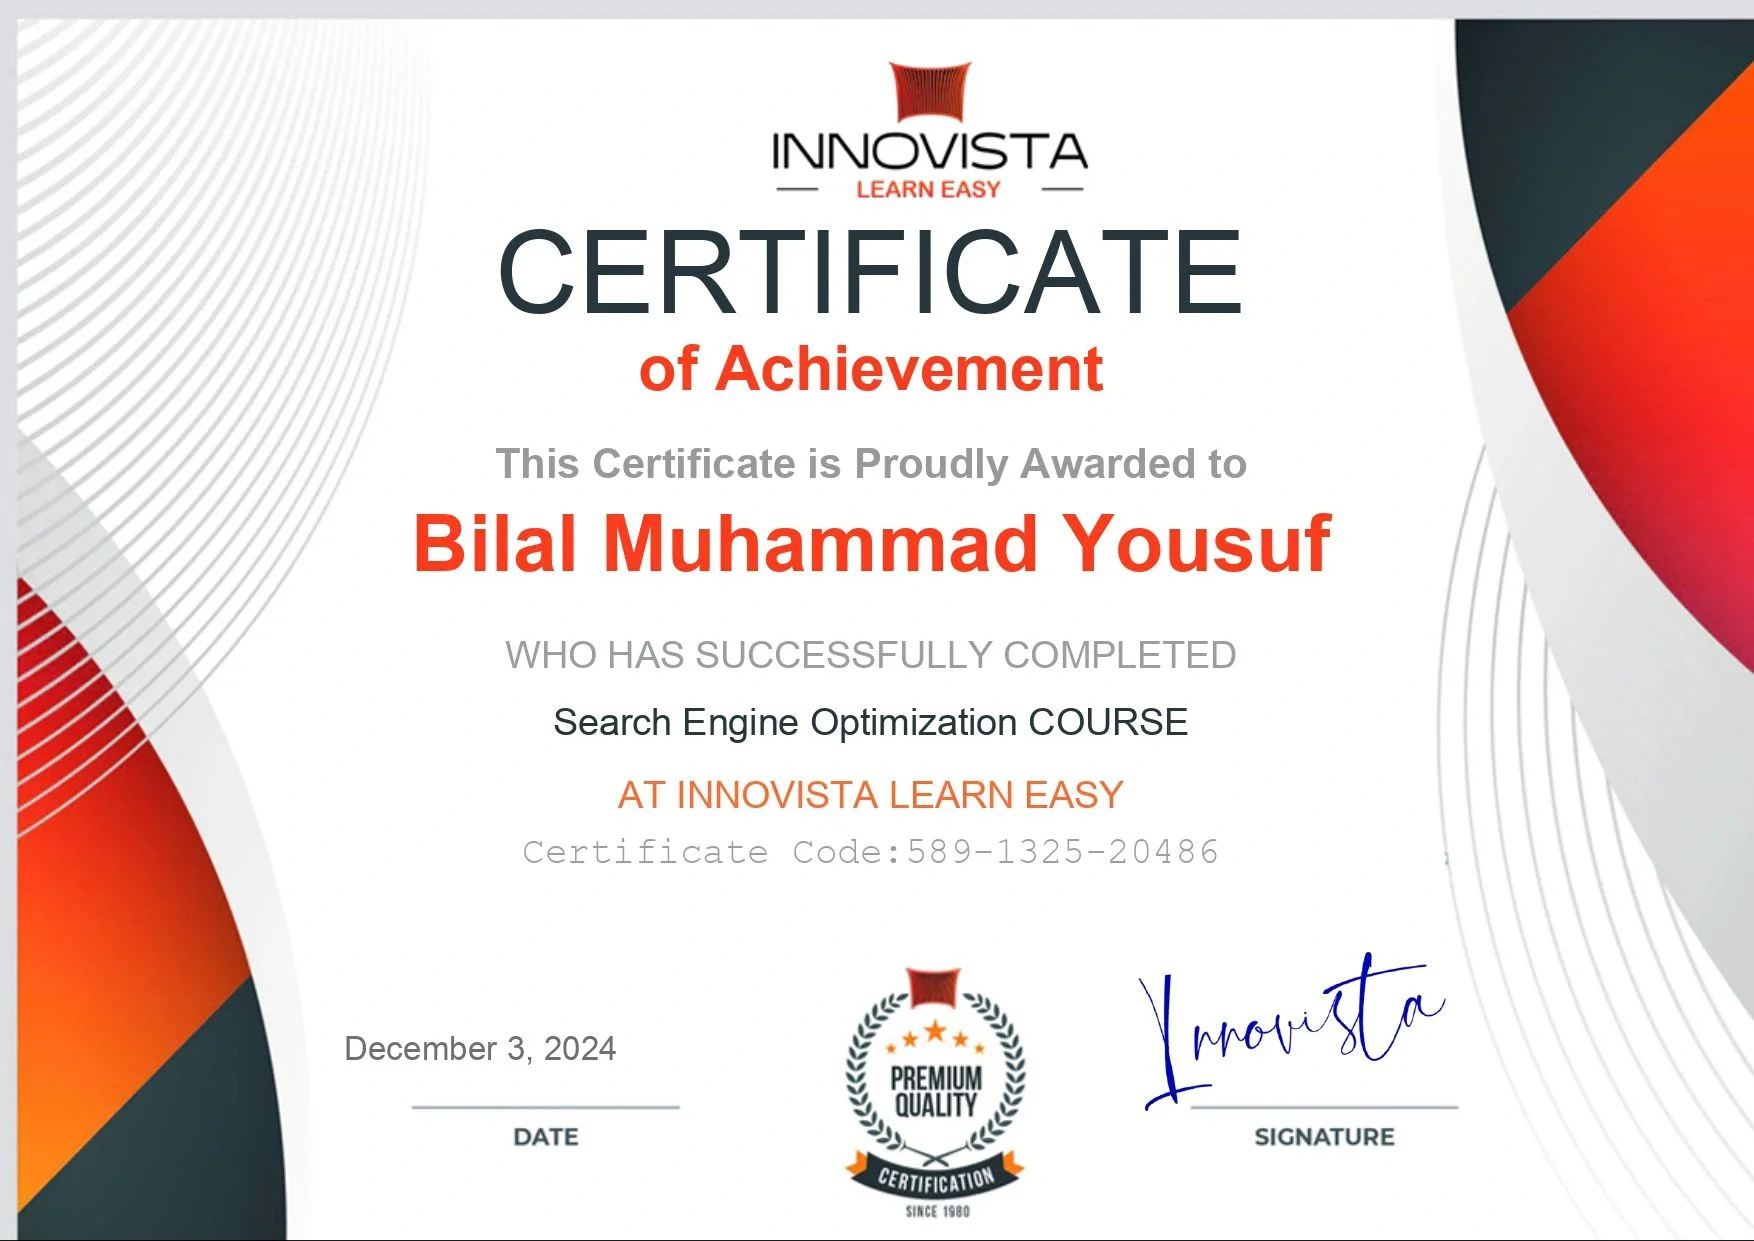 INNOVISTA
LEARN EASY
CERTIFICATE
of Achievement
This Certificate is Proudly Awarded to
Bilal Muhammad Yousuf
WHO HAS SUCCESSFULLY COMPLETED
Search Engine Optimization COURSE
AT INNOVISTA LEARN EASY
Certificate Code:589-1325-20486
December 3, 2024
DATE
PREMIUM
QUALITY
CERTIFICATION
SINCE 1980
Innovista
SIGNATURE